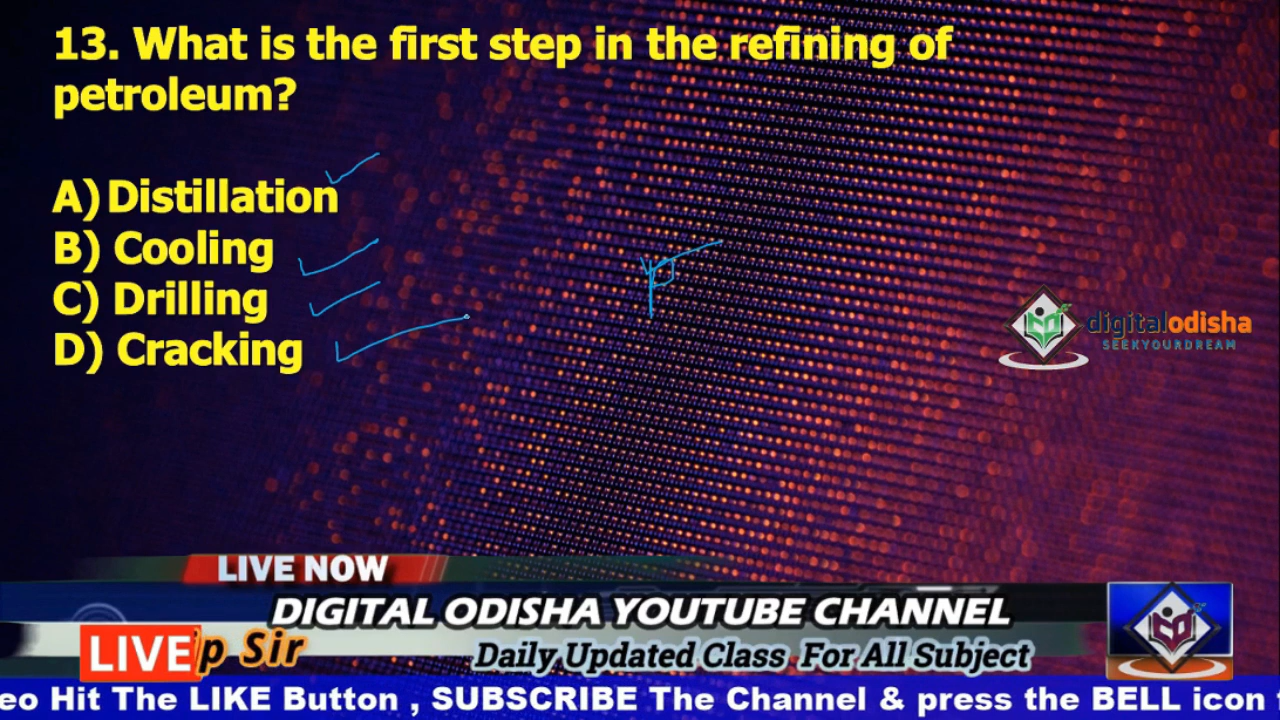 13. What is the first step in the refining of
petroleum?
A) Distillation
B) Cooling
C) Drilling
D) Cracking
digitalodisha
SEEKYOURDREAM
LIVE NOW
DIGITAL ODISHA YOUTUBE CHANNEL
LIVE p Sir
Daily Updated Class For All Subject
eo Hit The LIKE Button , SUBSCRIBE The Channel & press the BELL icon